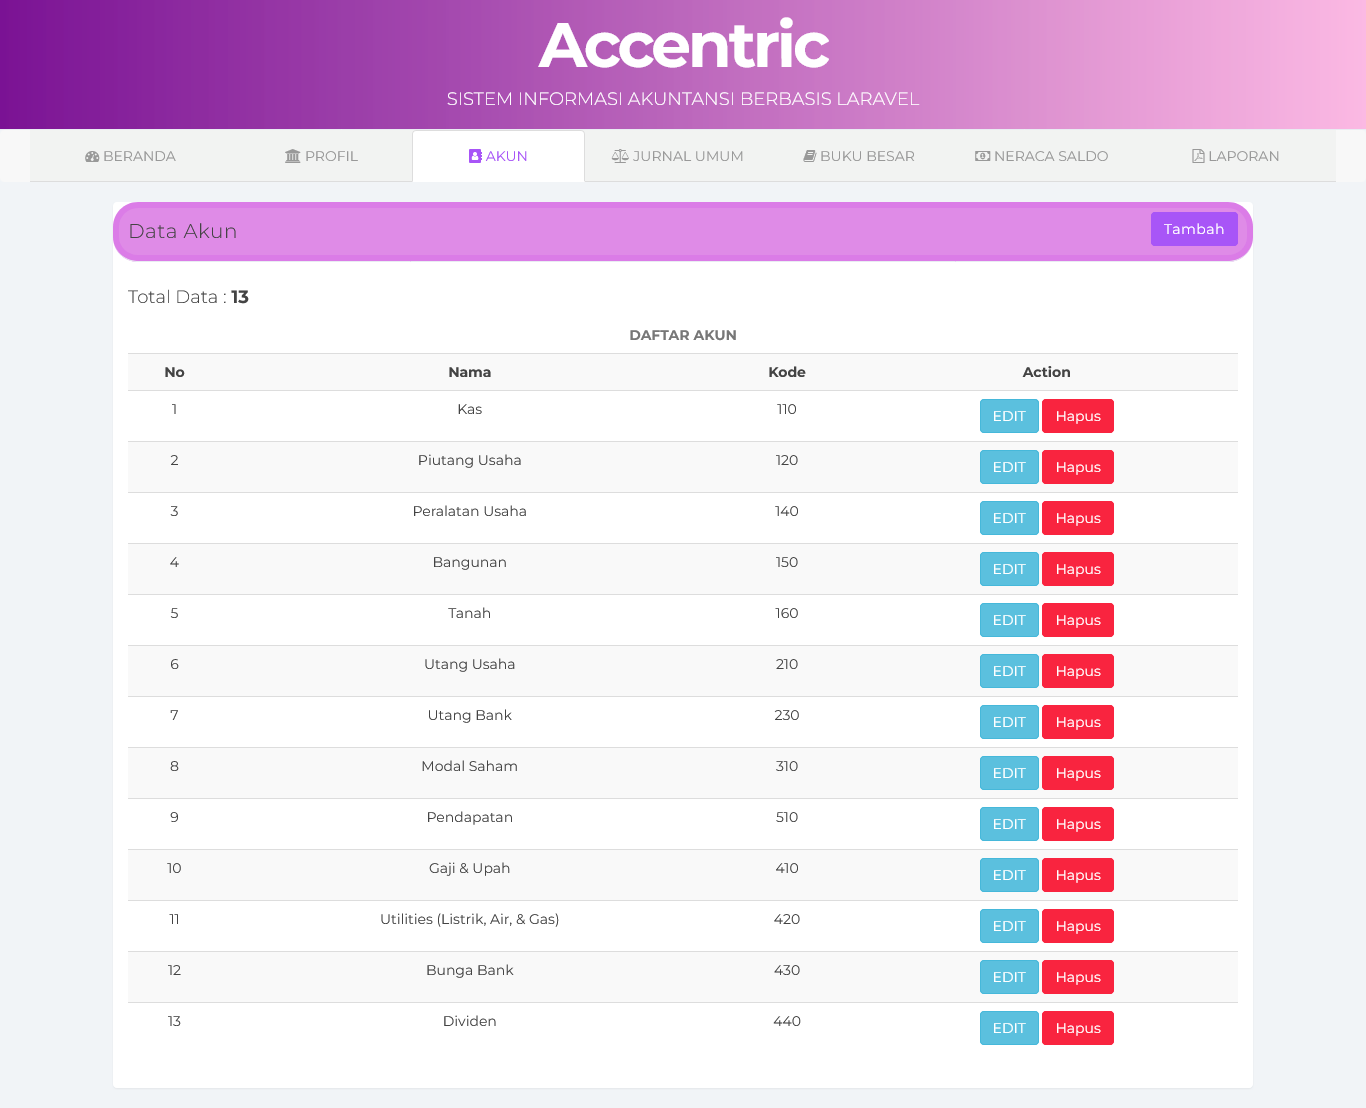 Accentric
SISTEM INFORMASI AKUNTANSI BERBASIS LARAVEL
BERANDA PROFIL AKUN JURNAL UMUM BUKU BESAR NERACA SALDO LAPORAN
Data Akun Tambah
Total Data : 13
DAFTAR AKUN
No Nama Kode Action
1 Kas 110 EDIT Hapus
2 Piutang Usaha 120 EDIT Hapus
3 Peralatan Usaha 140 EDIT Hapus
4 Bangunan 150 EDIT Hapus
5 Tanah 160 EDIT Hapus
6 Utang Usaha 210 EDIT Hapus
7 Utang Bank 230 EDIT Hapus
8 Modal Saham 310 EDIT Hapus
9 Pendapatan 510 EDIT Hapus
10 Gaji & Upah 410 EDIT Hapus
11 Utilities (Listrik, Air, & Gas) 420 EDIT Hapus
12 Bunga Bank 430 EDIT Hapus
13 Dividen 440 EDIT Hapus